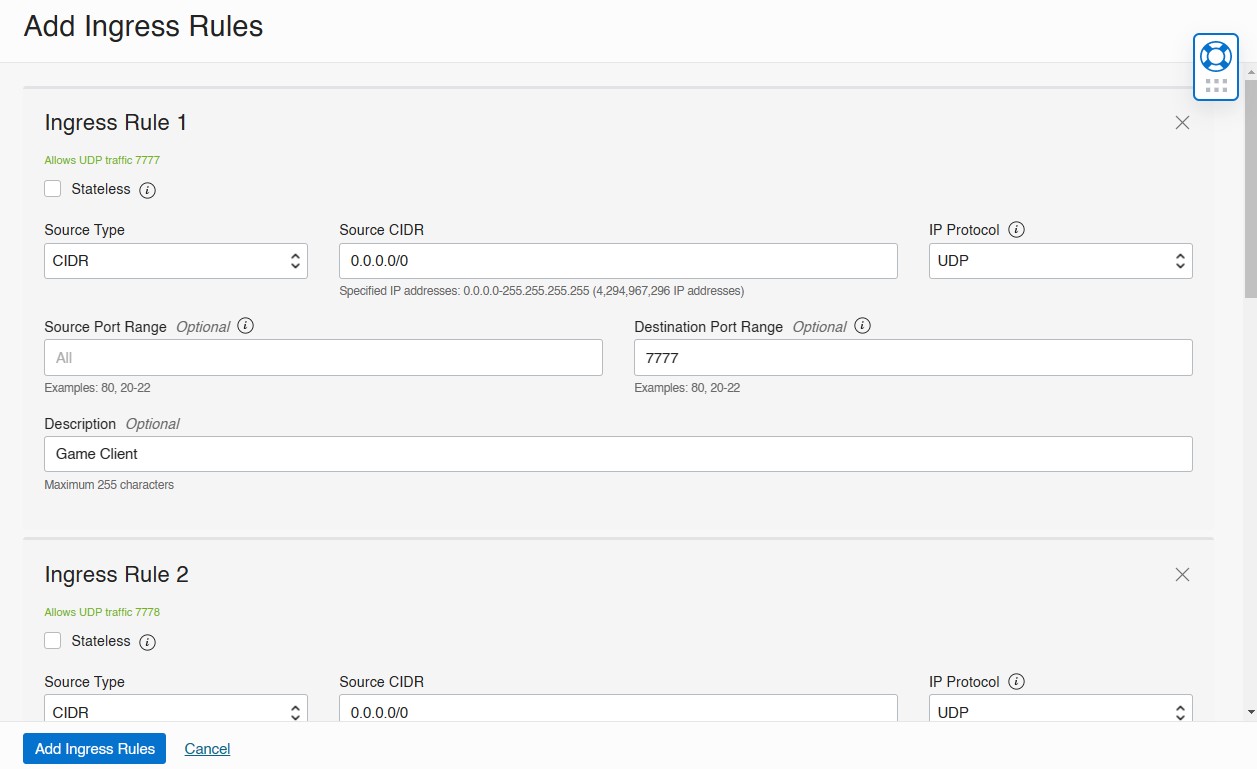 Add Ingress Rules
Ingress Rule 1
Allows UDP traffic 7777
Stateless
Source Type
Source CIDR
IP Protocol
CIDR
0.0.0.0/0
UDP
Specified IP addresses: 0.0.0.0-255.255.255.255 (4,294,967,296 IP addresses)
Source Port Range Optional
Destination Port Range Optional
All
7777
Examples: 80, 20-22
Examples: 80, 20-22
Description Optional
Game Client
Maximum 255 characters
Ingress Rule 2
Allows UDP traffic 7778
Stateless
Source Type
Source CIDR
IP Protocol
CIDR
0.0.0.0/0
UDP
Add Ingress Rules
Cancel